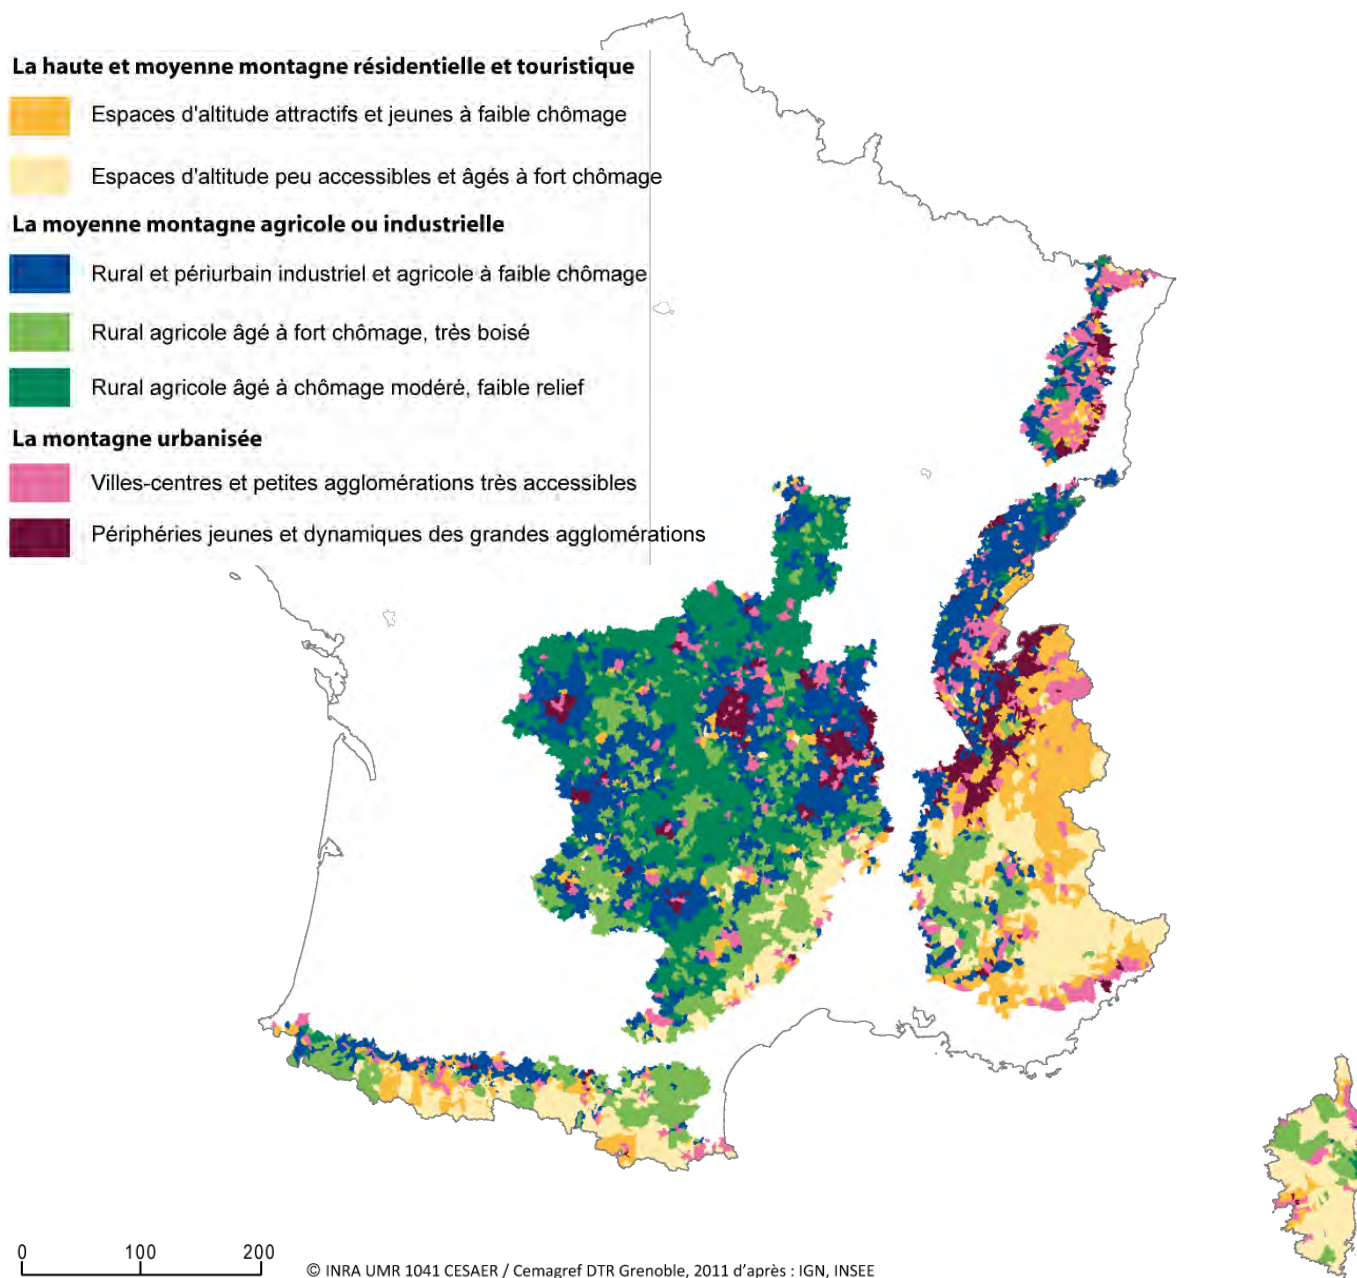 La haute et moyenne montagne résidentielle et touristique
Espaces d'altitude attractifs et jeunes à faible chômage
Espaces d'altitude peu accessibles et âgés à fort chômage
La moyenne montagne agricole ou industrielle
Rural et périurbain industriel et agricole à faible chômage
Rural agricole âgé à fort chômage, très boisé
Rural agricole âgé à chômage modéré, faible relief
La montagne urbanisée
Villes-centres et petites agglomérations très accessibles
Périphéries jeunes et dynamiques des grandes agglomérations
0 100 200
© INRA UMR 1041 CESAER / Cemagref DTR Grenoble, 2011 d'après : IGN, INSEE